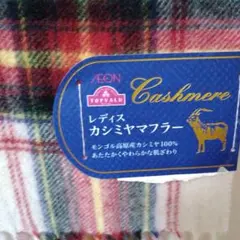 ÆON
TOPVALU
Cashmere
レディス
カシミヤマフラー
モンゴル高原産カシミヤ100%
あたたかくやわらかな肌ざわり